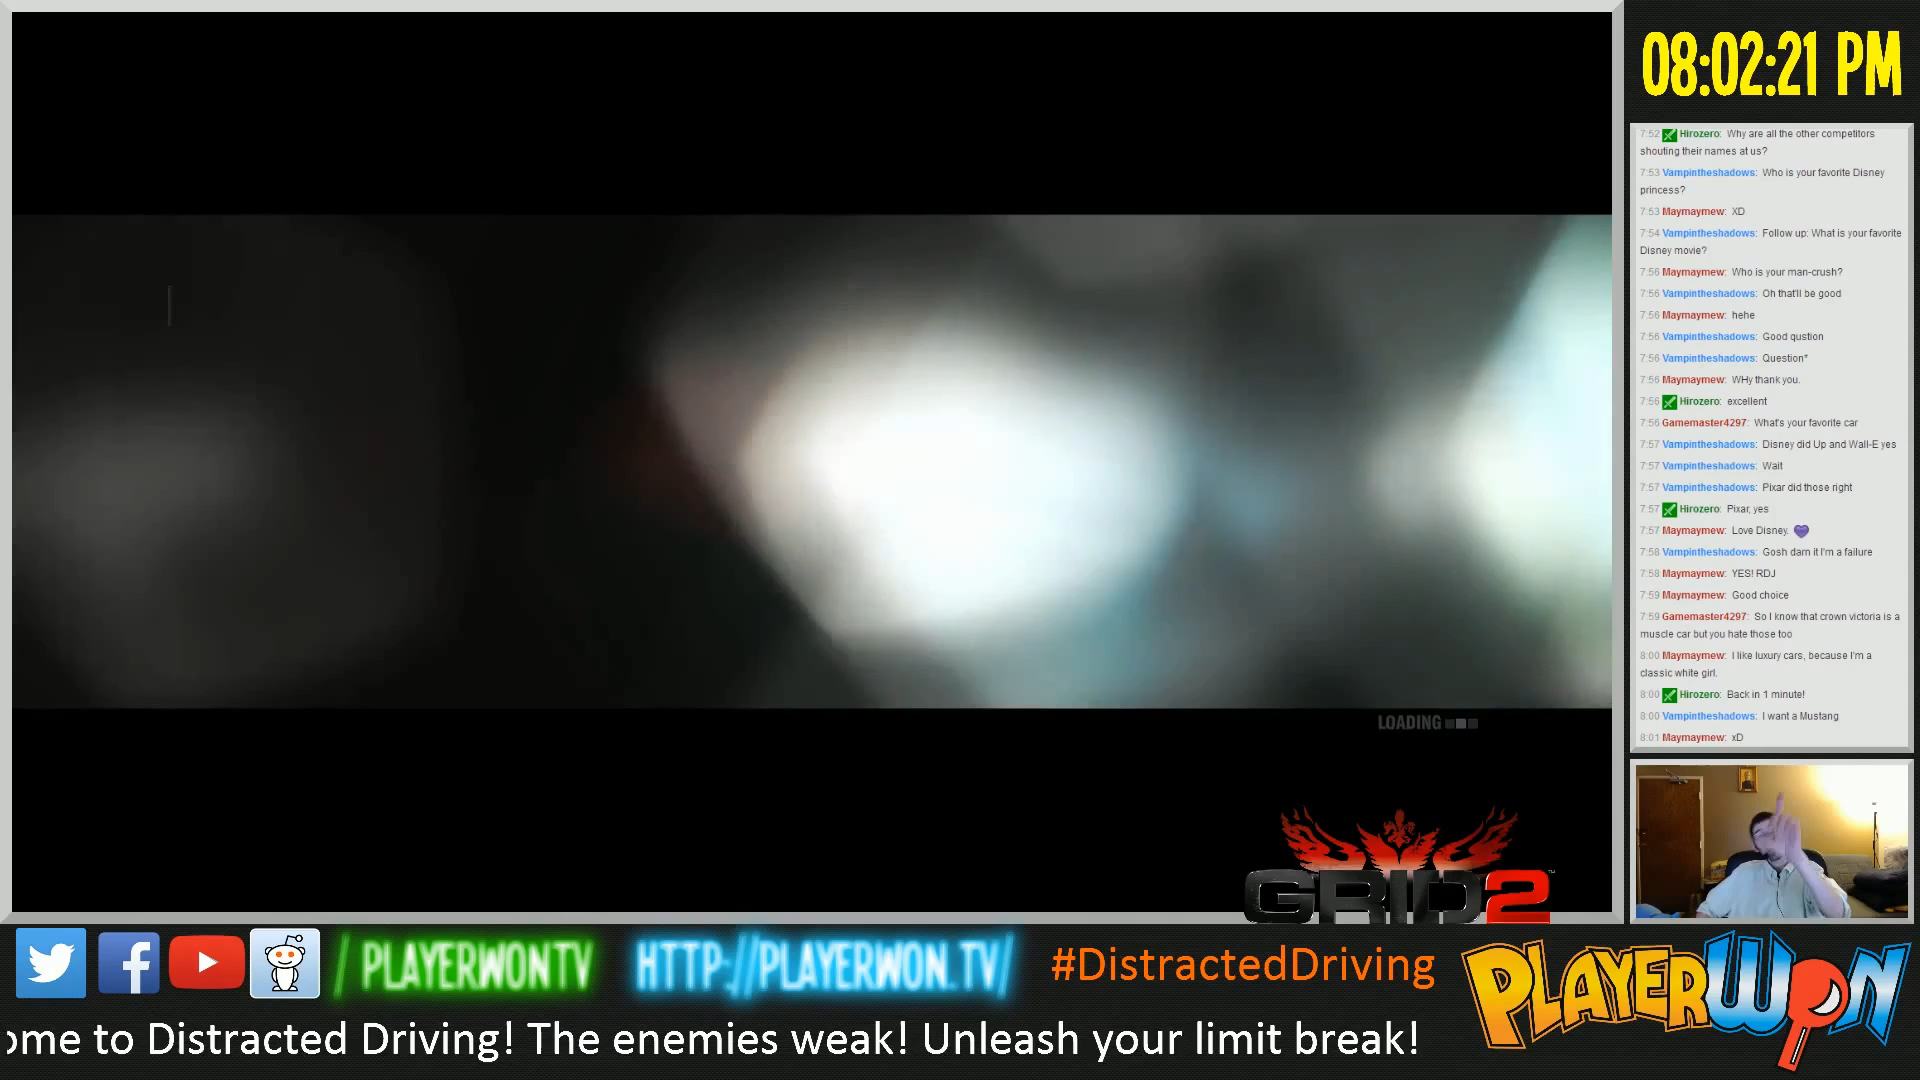 08:02:21 PM
7:52 Hirozero: Why are all the other competitors
shouting their names at us?
7:53 Vampintheshadows: Who is your favorite Disney
princess?
7:53 Maymaymew: XD
7:54 Vampintheshadows: Follow up: What is your favorite
Disney movie?
7:56 Maymaymew: Who is your man-crush?
7:56 Vampintheshadows: Oh that'll be good
7:56 Maymaymew: hehe
7:56 Vampintheshadows: Good qustion
7:56 Vampintheshadows: Question*
7:56 Maymaymew: WHy thank you.
7:56 Hirozero: excellent
7:56 Gamemaster4297: What's your favorite car
7:57 Vampintheshadows: Disney did Up and Wall-E yes
7:57 Vampintheshadows: Wait
7:57 Vampintheshadows: Pixar did those right
7:57 Hirozero: Pixar, yes
7:57 Maymaymew: Love Disney.
7:58 Vampintheshadows: Gosh darn it I'm a failure
7:58 Maymaymew: YES! RDJ
7:59 Maymaymew: Good choice
7:59 Gamemaster4297: So I know that crown victoria is a
muscle car but you hate those too
8:00 Maymaymew: I like luxury cars, because I'm a
classic white girl.
8:00 Hirozero: Back in 1 minute!
8:00 Vampintheshadows: I want a Mustang
8:01 Maymaymew: xD
LOADING
GRID2™
/ PLAYERWONTV HTTP://PLAYERWON.TV/ #DistractedDriving
PLAYERWON
ome to Distracted Driving! The enemies weak! Unleash your limit break!